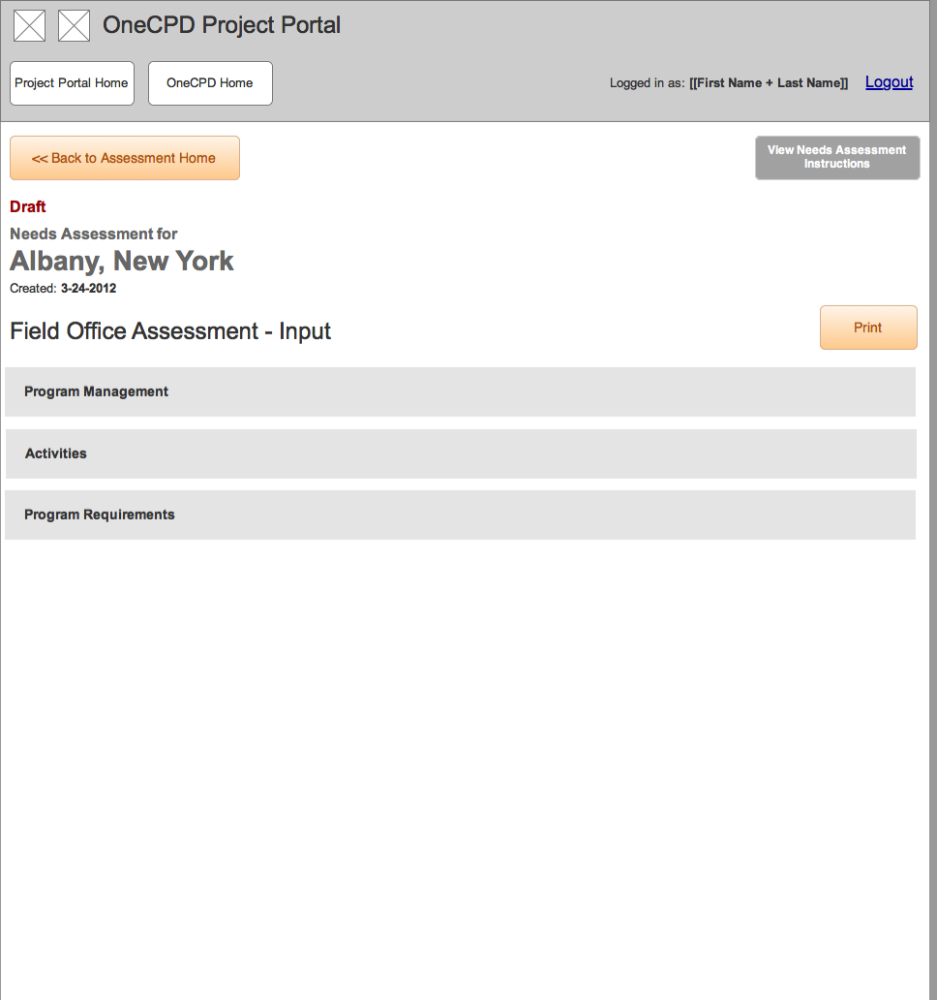 OneCPD Project Portal
Project Portal Home
OneCPD Home
Logged in as: [[First Name + Last Name]]
Logout
<< Back to Assessment Home
View Needs Assessment
Instructions
Draft
Needs Assessment for
Albany, New York
Created: 3-24-2012
Field Office Assessment - Input
Print
Program Management
Activities
Program Requirements